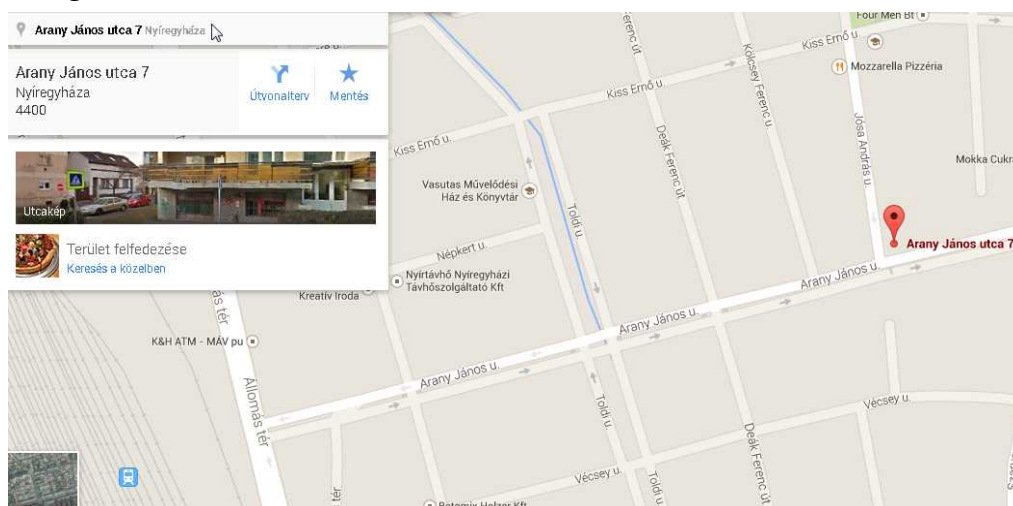 Arany János utca 7 Nyíregyháza
Arany János utca 7
Nyíregyháza
4400
Útvonalterv
Mentés
Utcakép
Terület felfedezése
Keresés a közelben
Four Men Bt
Kiss Ernő u.
Mozzarella Pizzéria
Kölcsey Ferenc u.
Kiss Ernő u.
Jósa András u.
Deák Ferenc út
Kiss Ernő u.
Mokka Cukr
Vasutas Művelődési
Ház és Könyvtár
Toldi u.
Népkert u.
Arany János utca 7
Nyírtávhő Nyíregyházi
Távhőszolgáltató Kft
Arany János u.
Kreatív Iroda
Arany János u.
K&H ATM - MÁV pu
Arany János u.
Állomás tér
Toldi u.
Vécsey u.
Deák Ferenc út
Vécsey u.
Toldi u.
tér